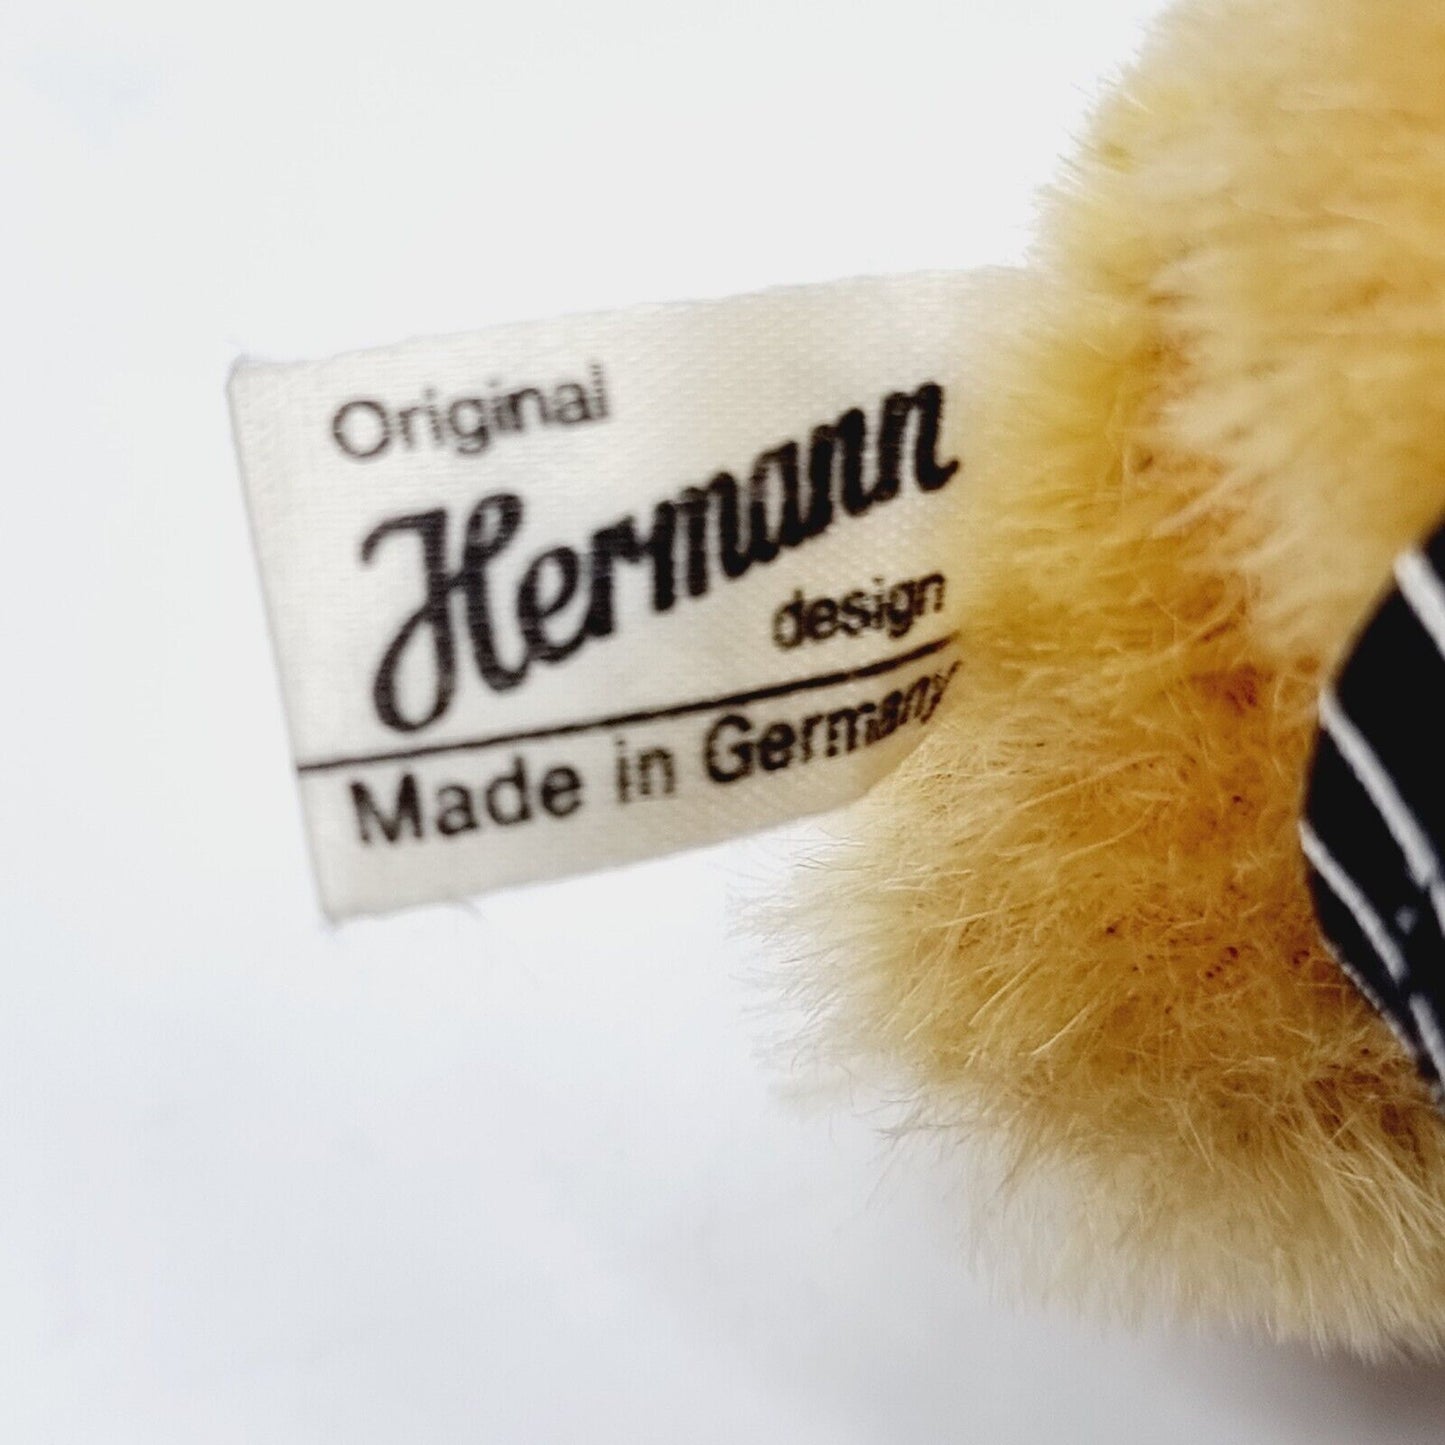 Original
Hermann
design
Made in Germany